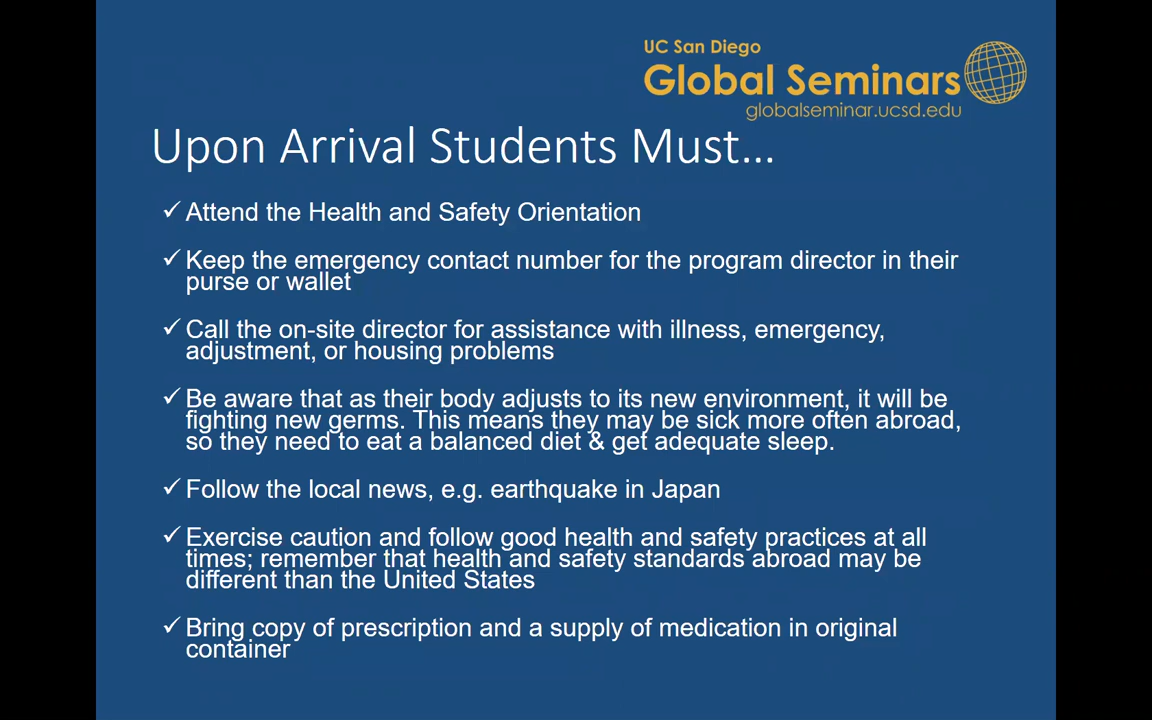 UC San Diego
Global Seminars
globalseminar.ucsd.edu
Upon Arrival Students Must...
✓ Attend the Health and Safety Orientation
✓ Keep the emergency contact number for the program director in their
purse or wallet
✓ Call the on-site director for assistance with illness, emergency,
adjustment, or housing problems
✓ Be aware that as their body adjusts to its new environment, it will be
fighting new germs. This means they may be sick more often abroad,
so they need to eat a balanced diet & get adequate sleep.
✓ Follow the local news, e.g. earthquake in Japan
✓ Exercise caution and follow good health and safety practices at all
times; remember that health and safety standards abroad may be
different than the United States
✓ Bring copy of prescription and a supply of medication in original
container